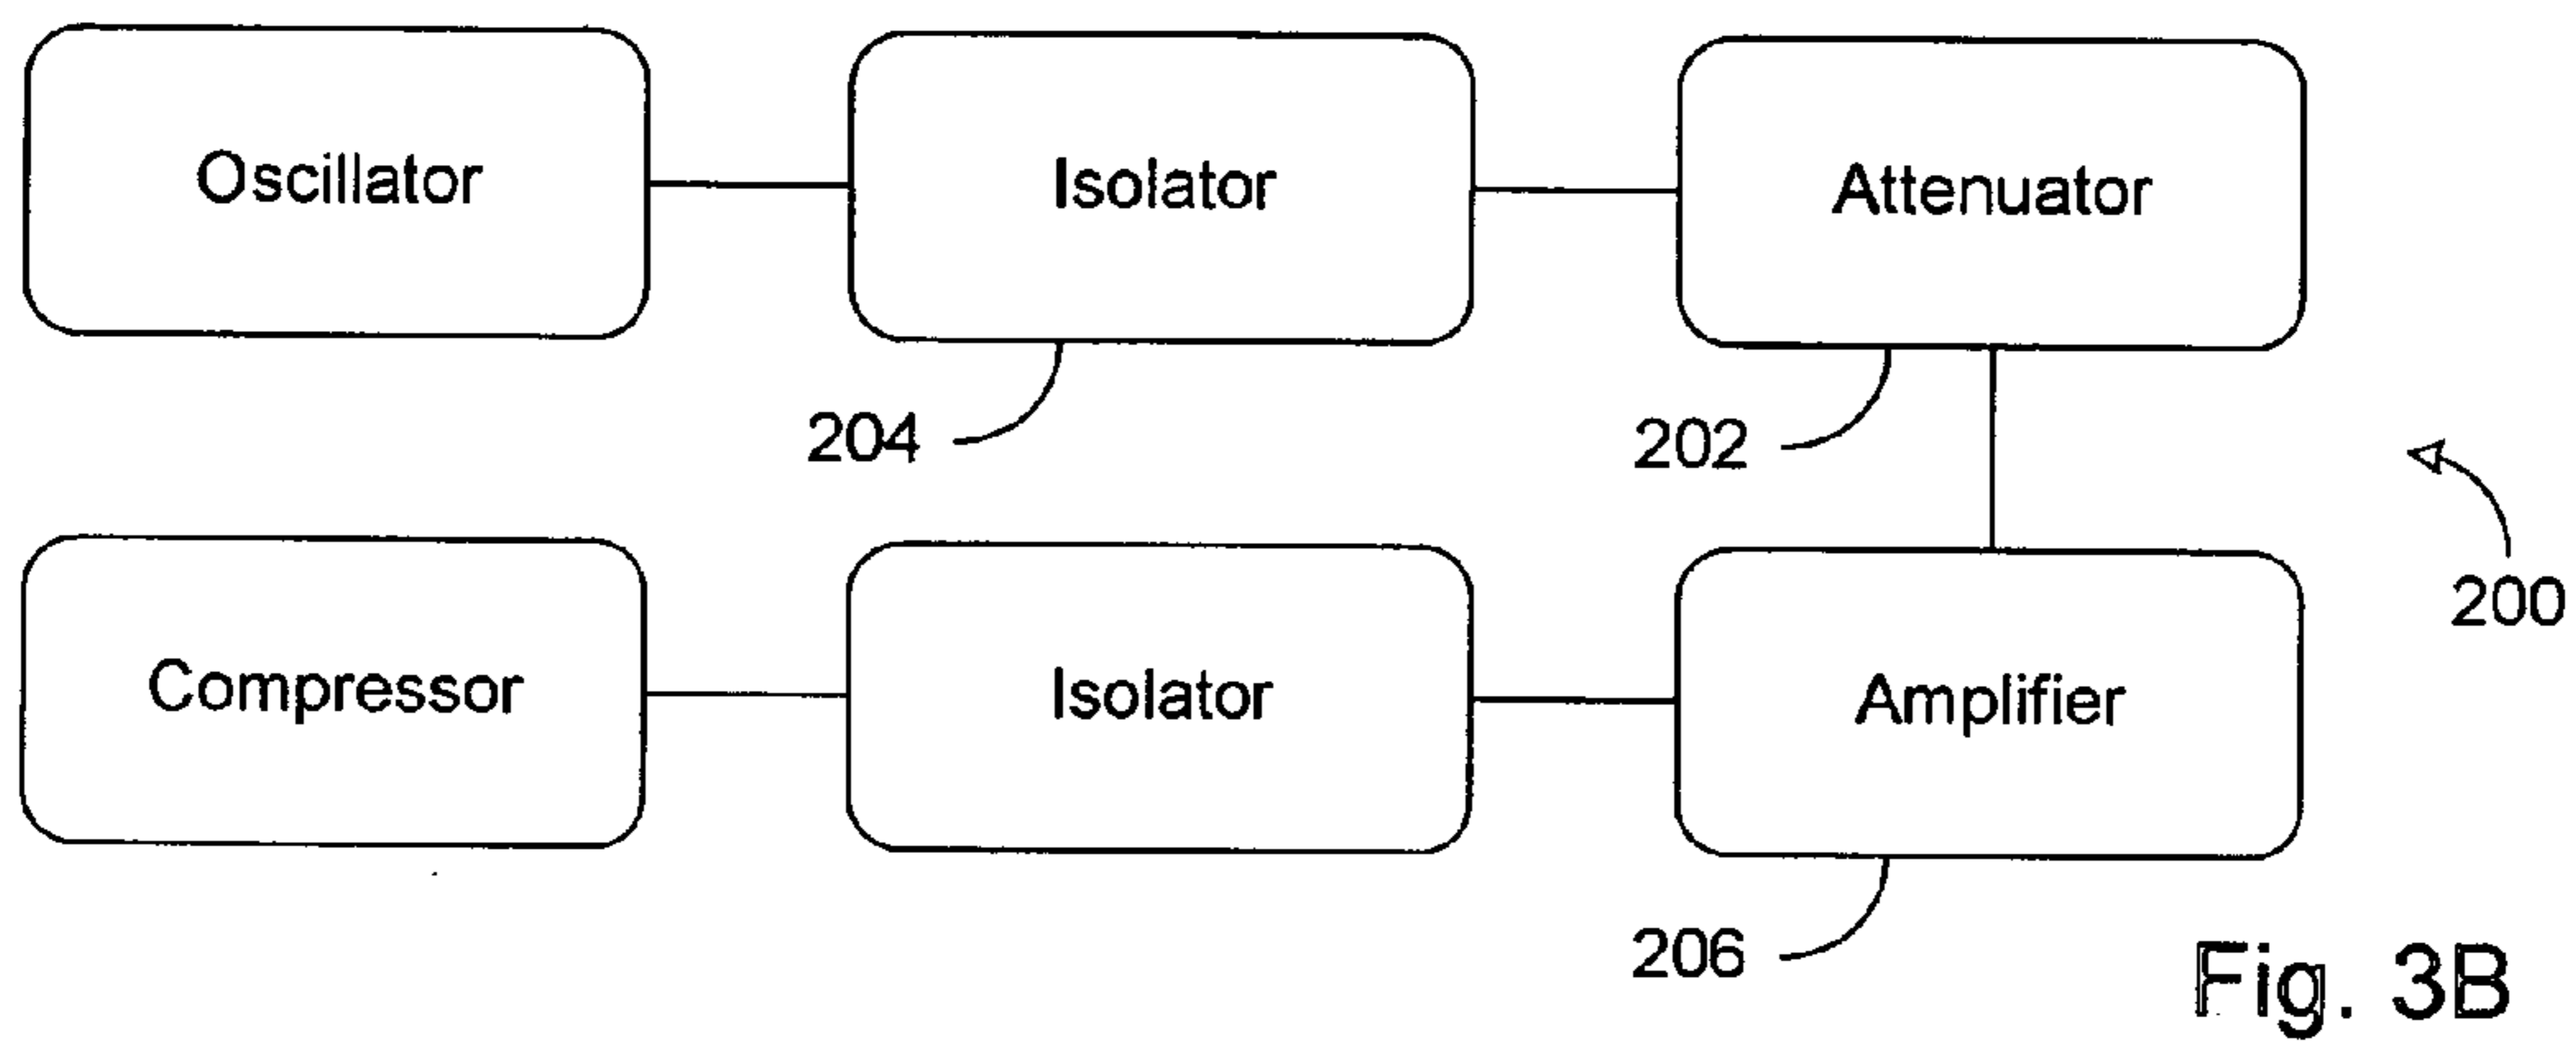 Oscillator
Isolator
Attenuator
204
202
200
Compressor
Isolator
Amplifier
206
Fig. 3B